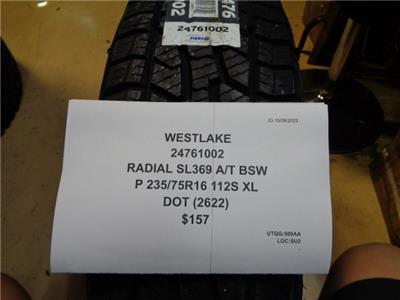 24761002
JG 10/08/2023
WESTLAKE
24761002
RADIAL SL369 A/T BSW
P 235/75R16 112S XL
DOT (2622)
$157
UTQG:500AA
LOC:SU2